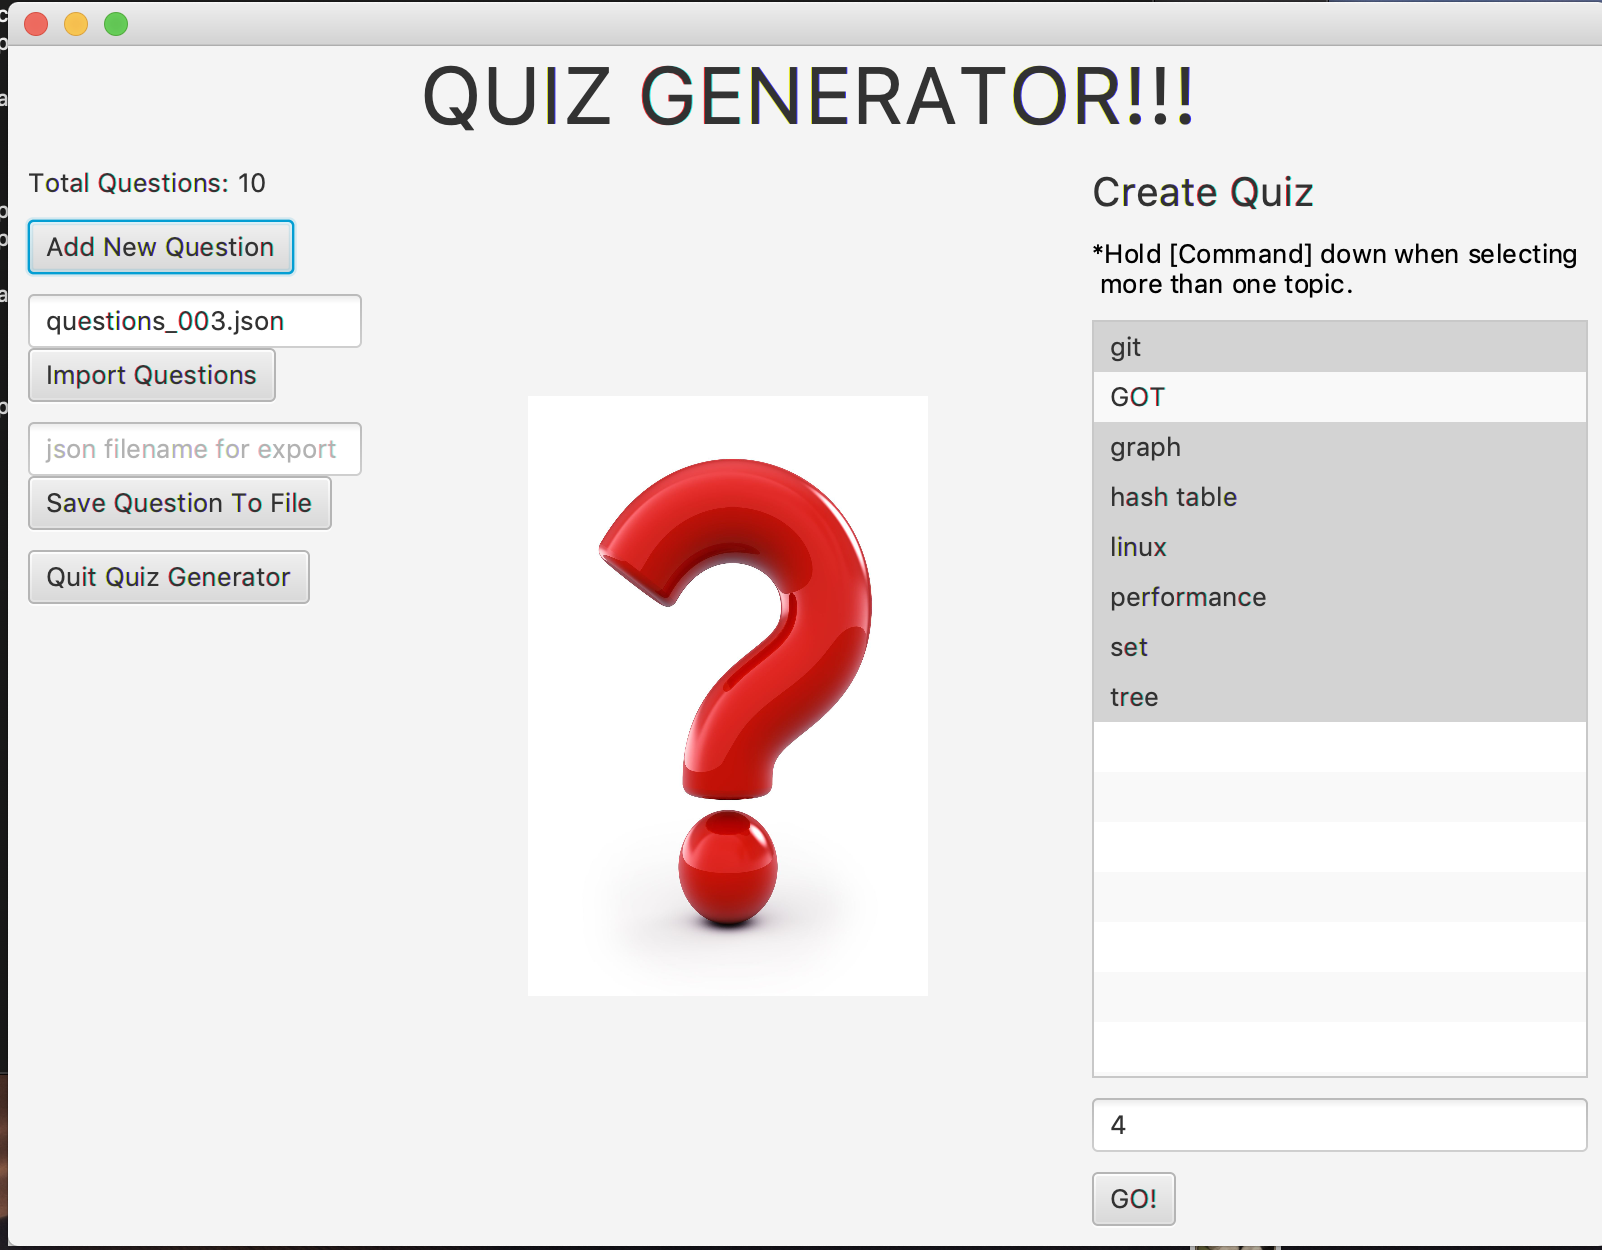 QUIZ GENERATOR!!!
Total Questions: 10
Add New Question
questions_003.json
Import Questions
json filename for export
Save Question To File
Quit Quiz Generator
Create Quiz
*Hold [Command] down when selecting
more than one topic.
git
GOT
graph
hash table
linux
performance
set
tree
4
GO!